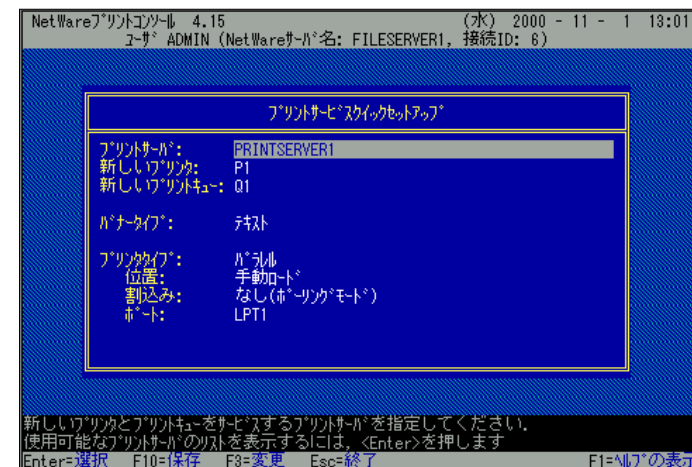 NetWareﾌﾟﾘﾝﾄｺﾝｿｰﾙ 4.15 (水) 2000 - 11 - 1 13:01
ﾕｰｻﾞ ADMIN (NetWareｻｰﾊﾞ名: FILESERVER1, 接続ID: 6)
ﾌﾟﾘﾝﾄｻｰﾋﾞｽｸｲｯｸｾｯﾄｱｯﾌﾟ
ﾌﾟﾘﾝﾄｻｰﾊﾞ: PRINTSERVER1
新しいﾌﾟﾘﾝﾀ: P1
新しいﾌﾟﾘﾝﾄｷｭｰ: Q1
ﾊﾞﾅｰﾀｲﾌﾟ: ﾃｷｽﾄ
ﾌﾟﾘﾝﾀﾀｲﾌﾟ: ﾊﾟﾗﾚﾙ
位置: 手動ﾛｰﾄﾞ
割込み: なし(ﾎﾟｰﾘﾝｸﾞﾓｰﾄﾞ)
ﾎﾟｰﾄ: LPT1
新しいﾌﾟﾘﾝﾀとﾌﾟﾘﾝﾄｷｭｰをｻｰﾋﾞｽするﾌﾟﾘﾝﾄｻｰﾊﾞを指定してください.
使用可能なﾌﾟﾘﾝﾄｻｰﾊﾞのﾘｽﾄを表示するには, <Enter>を押します
Enter=選択 F10=保存 F3=変更 Esc=終了 F1=ﾍﾙﾌﾟの表示